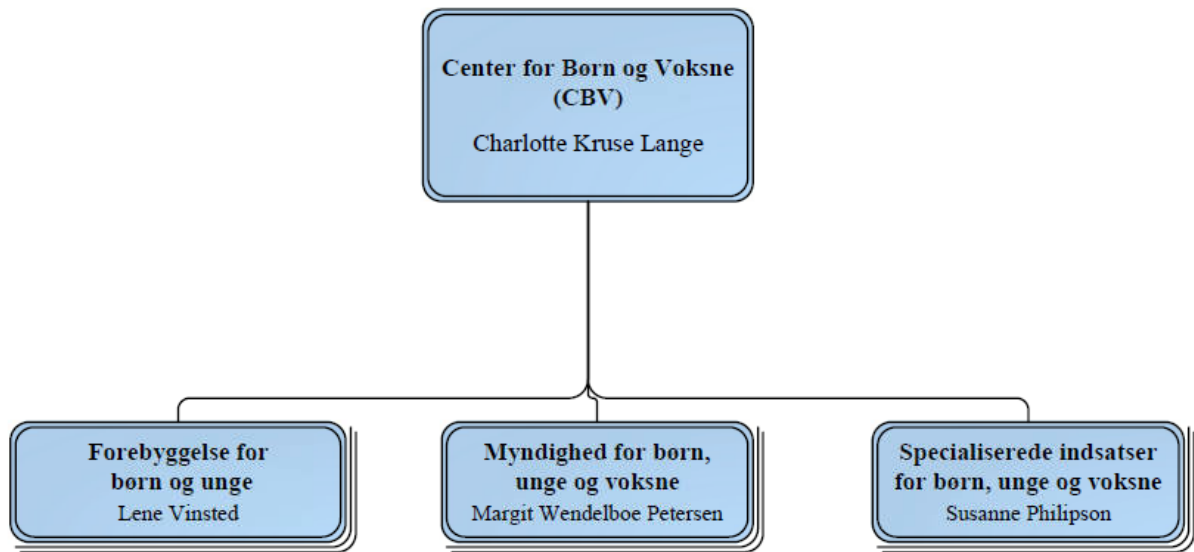 Center for Børn og Voksne
(CBV)
Charlotte Kruse Lange
Forebyggelse for
børn og unge
Lene Vinsted
Myndighed for børn,
unge og voksne
Margit Wendelboe Petersen
Specialiserede indsatser
for børn, unge og voksne
Susanne Philipson